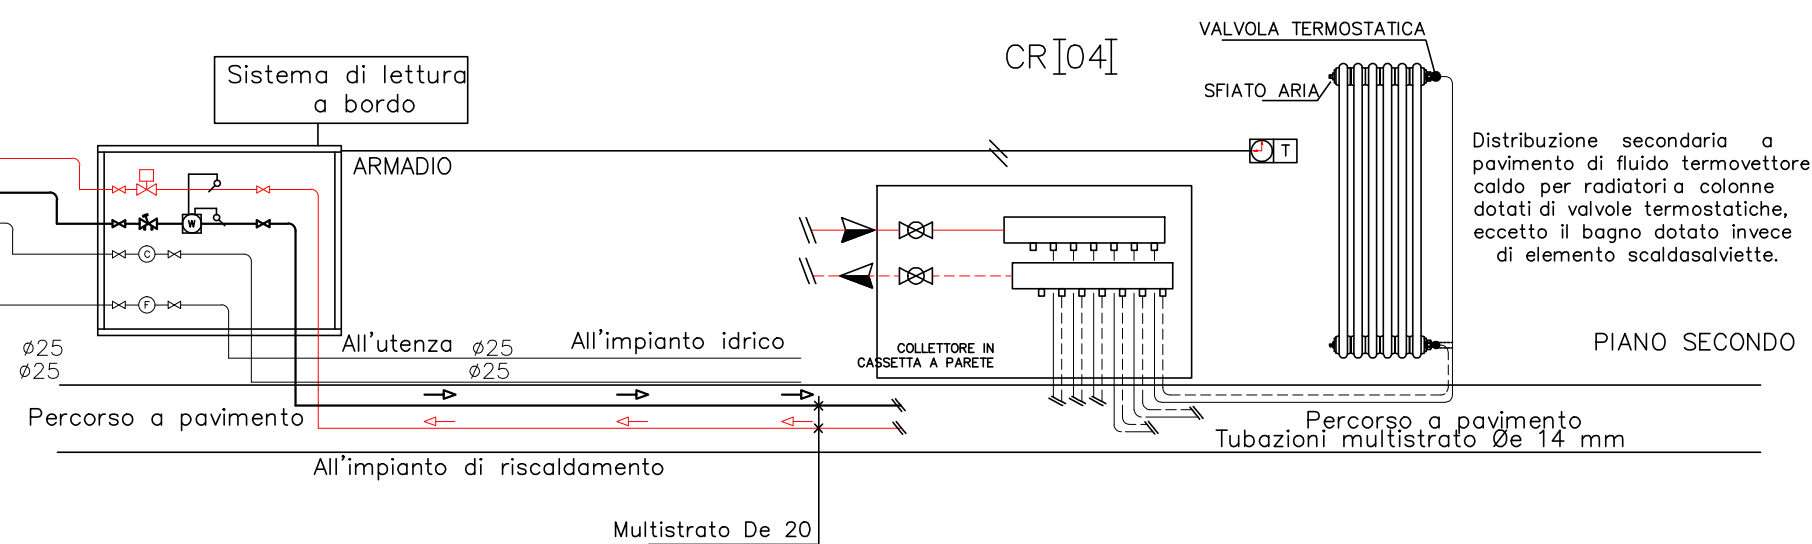 VALVOLA TERMOSTATICA
CR[04]
Sistema di lettura
a bordo
SFIATO ARIA
ARMADIO
T
Distribuzione secondaria a
pavimento di fluido termovettore
caldo per radiatori a colonne
dotati di valvole termostatiche,
eccetto il bagno dotato invece
di elemento scaldasalviette.
W
C
F
All'utenza ø25
All'impianto idrico
ø25
ø25
ø25
COLLETTORE IN
CASSETTA A PARETE
PIANO SECONDO
Percorso a pavimento
Percorso a pavimento
Tubazioni multistrato Øe 14 mm
All'impianto di riscaldamento
Multistrato De 20